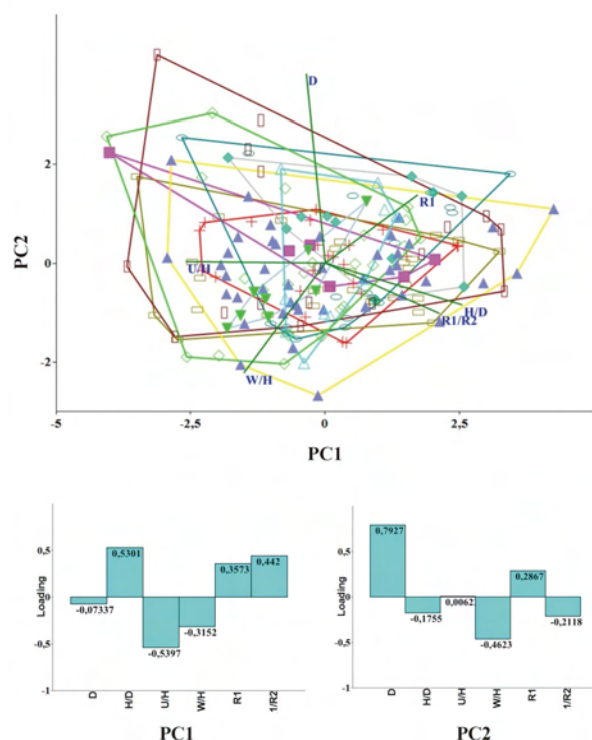 D
2
R1
PC2
0
U/H
H/D
R1/R2
-2
W/H
-5
-2,5
0
2,5
PC1
0,7927
0,5
0,5301
0,442
0,5
0,3573
0,2867
Loading
0
0,0062
Loading
0
-0,07337
-0,1755
-0,2118
-0,3152
-0,5
-0,5397
-0,5
-0,4623
-1
-1
D
H/D
U/H
W/H
R1
1/R2
D
H/D
U/H
W/H
R1
1/R2
PC1
PC2